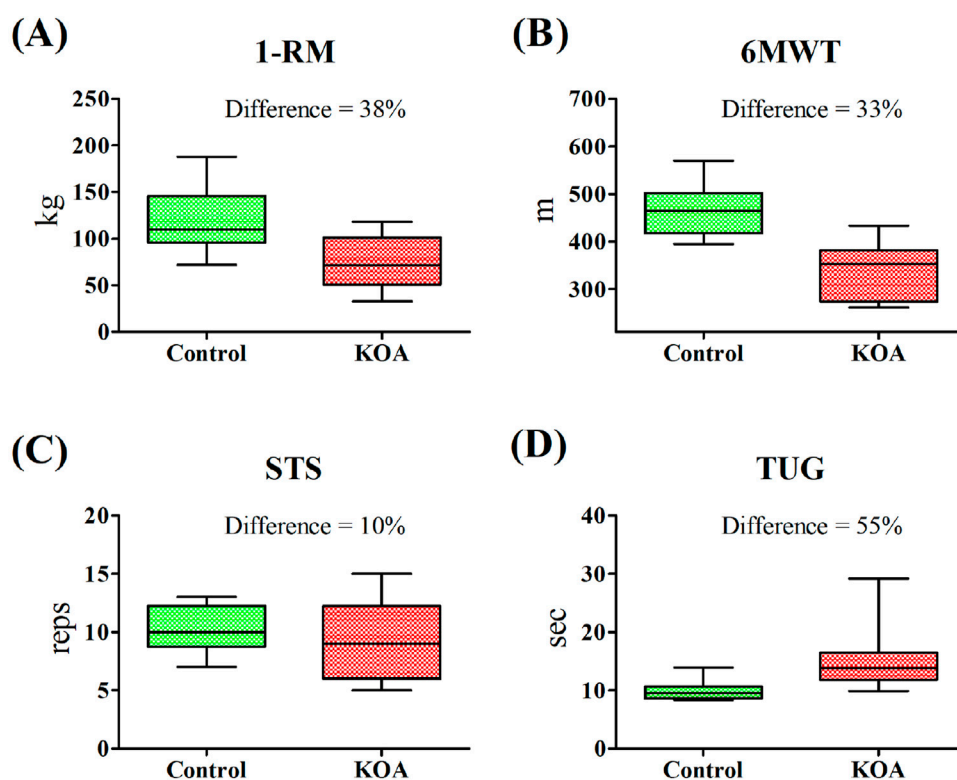 (A)
1-RM
Difference = 38%
kg
250
200
150
100
50
0
Control KOA
(B)
6MWT
Difference = 33%
m
700
600
500
400
300
Control KOA
(C)
STS
Difference = 10%
reps
20
15
10
5
0
Control KOA
(D)
TUG
Difference = 55%
sec
40
30
20
10
0
Control KOA